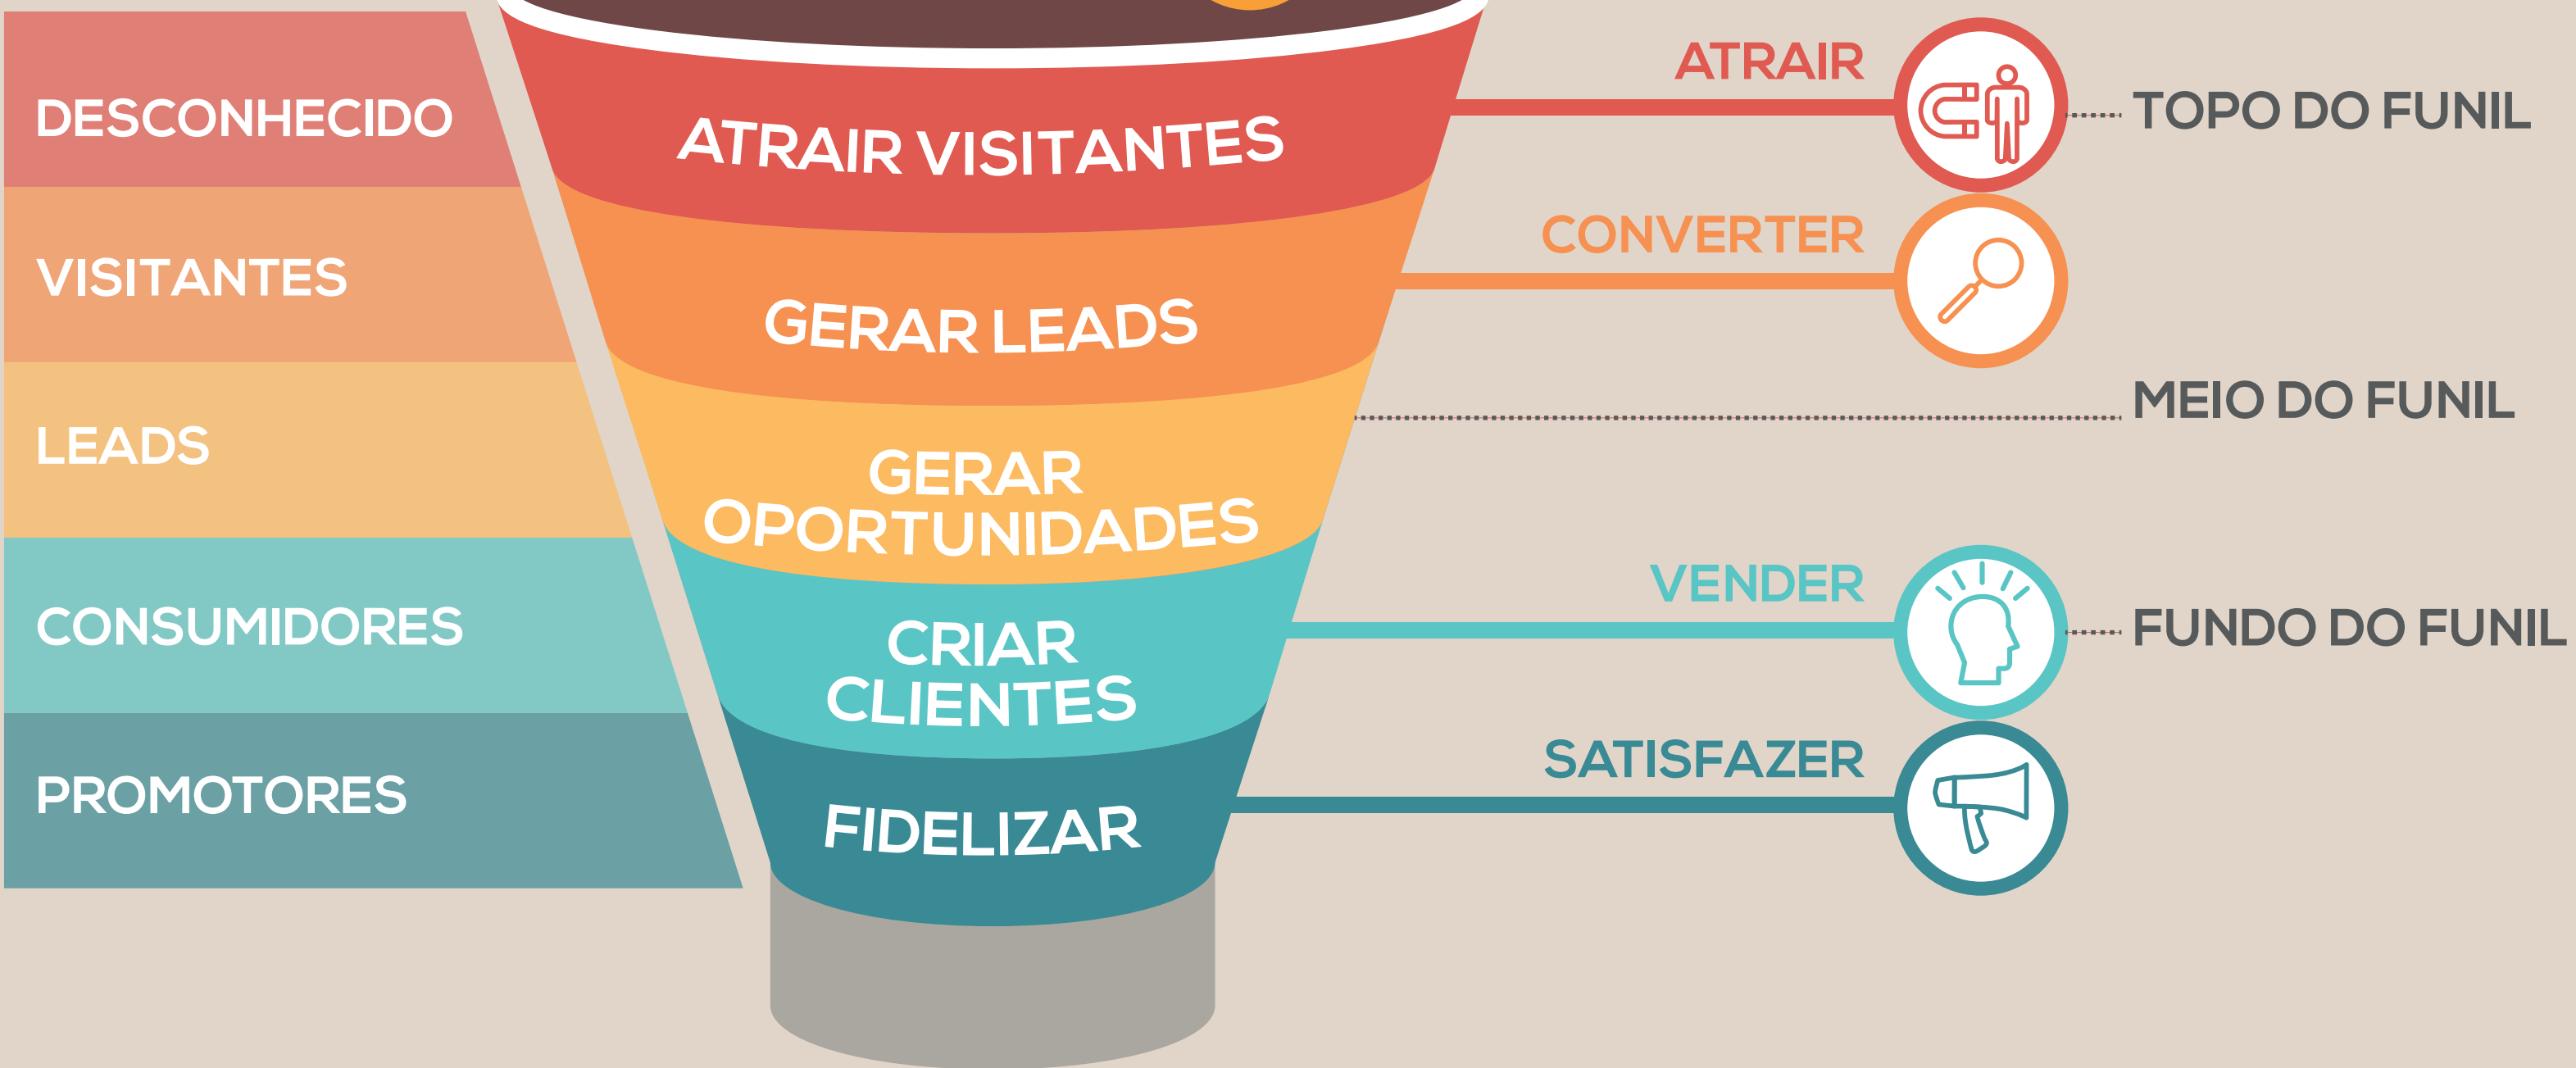 DESCONHECIDO
VISITANTES
LEADS
CONSUMIDORES
PROMOTORES
ATRAIR VISITANTES
GERAR LEADS
GERAR
OPORTUNIDADES
CRIAR
CLIENTES
FIDELIZAR
ATRAIR
CONVERTER
VENDER
SATISFAZER
TOPO DO FUNIL
MEIO DO FUNIL
FUNDO DO FUNIL